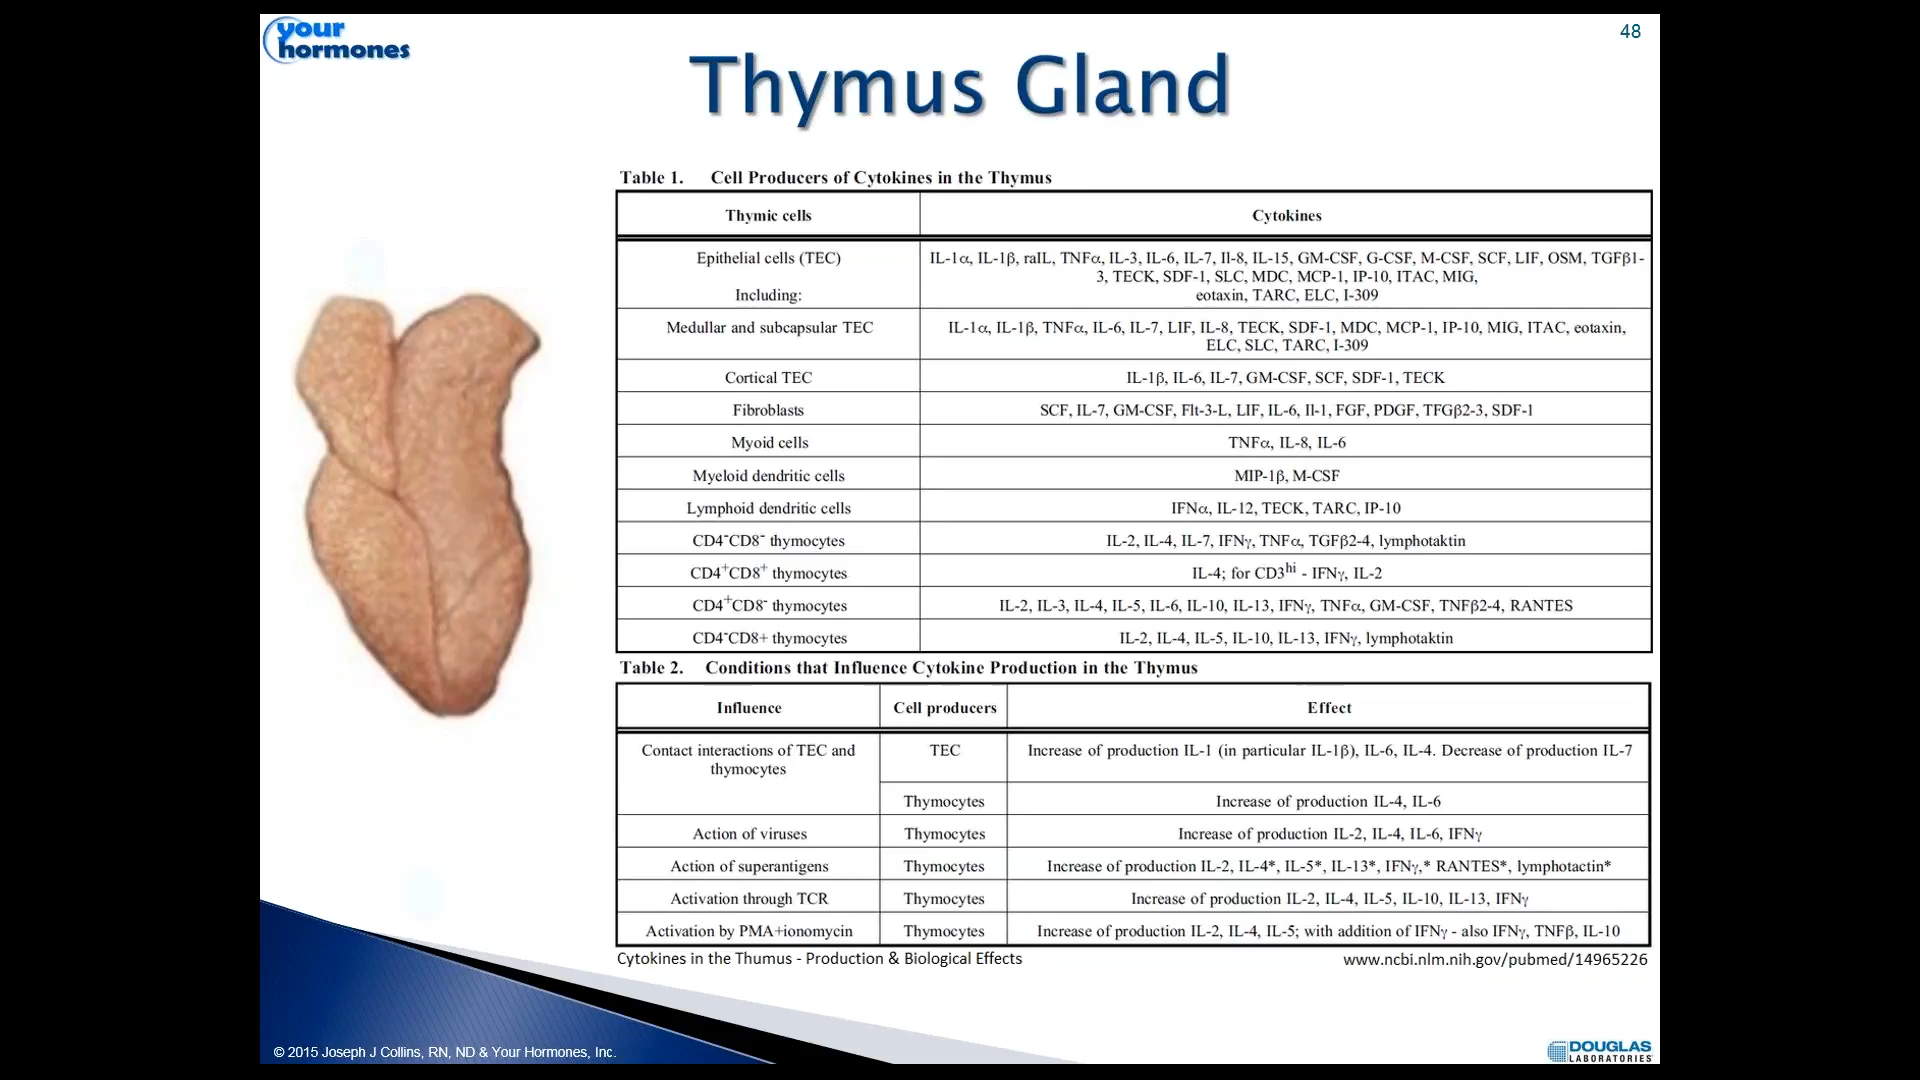 your
hormones
48
Thymus Gland
Table 1. Cell Producers of Cytokines in the Thymus
Thymic cells Cytokines
Epithelial cells (TEC) IL-1α, IL-1β, raIL, TNFα, IL-3, IL-6, IL-7, Il-8, IL-15, GM-CSF, G-CSF, M-CSF, SCF, LIF, OSM, TGFβ1-
3, TECK, SDF-1, SLC, MDC, MCP-1, IP-10, ITAC, MIG,
Including: eotaxin, TARC, ELC, I-309
Medullar and subcapsular TEC IL-1α, IL-1β, TNFα, IL-6, IL-7, LIF, IL-8, TECK, SDF-1, MDC, MCP-1, IP-10, MIG, ITAC, eotaxin,
ELC, SLC, TARC, I-309
Cortical TEC IL-1β, IL-6, IL-7, GM-CSF, SCF, SDF-1, TECK
Fibroblasts SCF, IL-7, GM-CSF, Flt-3-L, LIF, IL-6, Il-1, FGF, PDGF, TFGβ2-3, SDF-1
Myoid cells TNFα, IL-8, IL-6
Myeloid dendritic cells MIP-1β, M-CSF
Lymphoid dendritic cells IFNα, IL-12, TECK, TARC, IP-10
CD4⁻CD8⁻ thymocytes IL-2, IL-4, IL-7, IFNγ, TNFα, TGFβ2-4, lymphotaktin
CD4⁺CD8⁺ thymocytes IL-4; for CD3ʰⁱ - IFNγ, IL-2
CD4⁺CD8⁻ thymocytes IL-2, IL-3, IL-4, IL-5, IL-6, IL-10, IL-13, IFNγ, TNFα, GM-CSF, TNFβ2-4, RANTES
CD4⁻CD8+ thymocytes IL-2, IL-4, IL-5, IL-10, IL-13, IFNγ, lymphotaktin
Table 2. Conditions that Influence Cytokine Production in the Thymus
Influence Cell producers Effect
Contact interactions of TEC and TEC Increase of production IL-1 (in particular IL-1β), IL-6, IL-4. Decrease of production IL-7
thymocytes
Thymocytes Increase of production IL-4, IL-6
Action of viruses Thymocytes Increase of production IL-2, IL-4, IL-6, IFNγ
Action of superantigens Thymocytes Increase of production IL-2, IL-4*, IL-5*, IL-13*, IFNγ,* RANTES*, lymphotactin*
Activation through TCR Thymocytes Increase of production IL-2, IL-4, IL-5, IL-10, IL-13, IFNγ
Activation by PMA+ionomycin Thymocytes Increase of production IL-2, IL-4, IL-5; with addition of IFNγ - also IFNγ, TNFβ, IL-10
Cytokines in the Thumus - Production & Biological Effects www.ncbi.nlm.nih.gov/pubmed/14965226
© 2015 Joseph J Collins, RN, ND & Your Hormones, Inc.
DOUGLAS
LABORATORIES